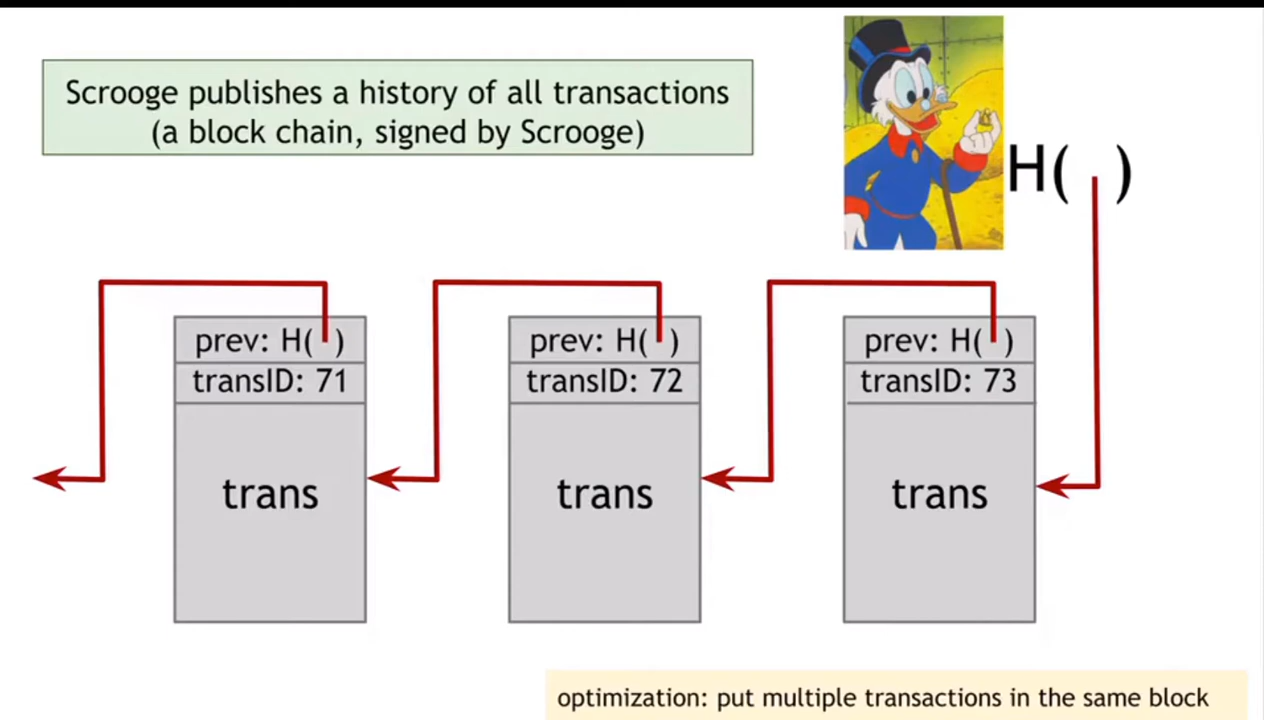 Scrooge publishes a history of all transactions
(a block chain, signed by Scrooge)
H( )
prev: H( )
transID: 71
trans
prev: H( )
transID: 72
trans
prev: H( )
transID: 73
trans
optimization: put multiple transactions in the same block